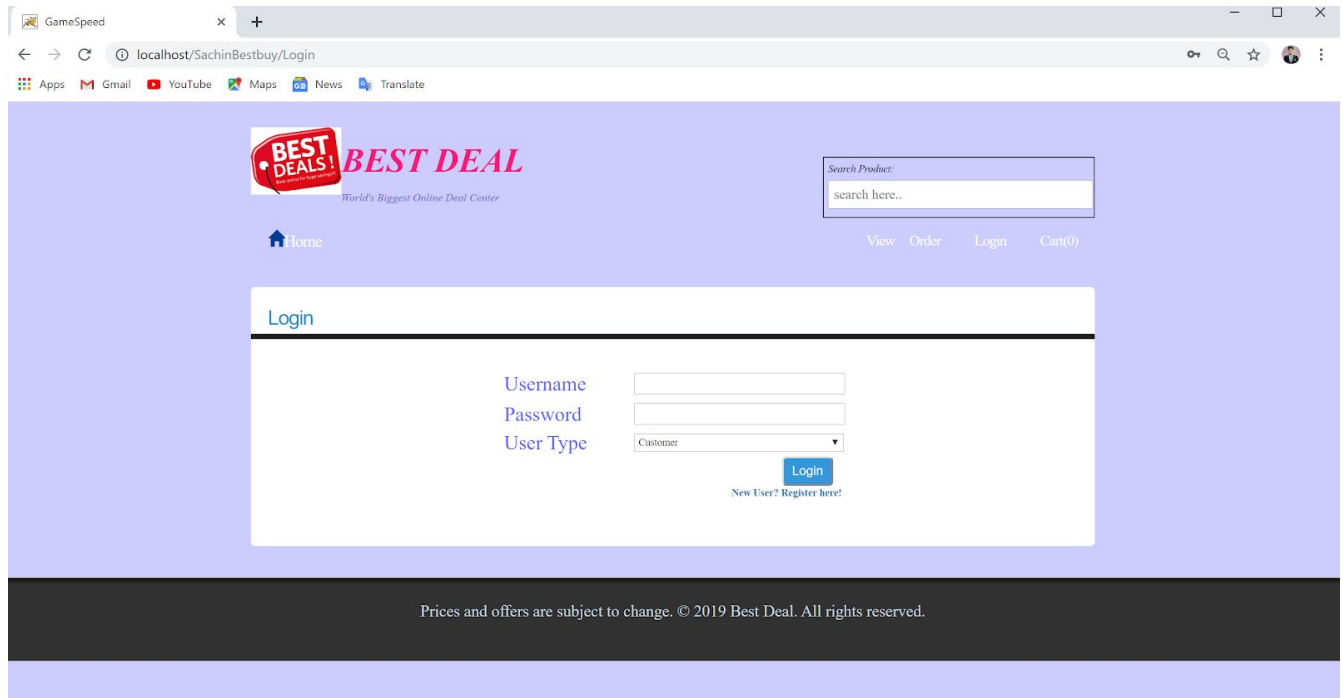 GameSpeed
localhost/SachinBestbuy/Login
Apps Gmail YouTube Maps News Translate
BEST
DEALS!
BEST DEAL
World's Biggest Online Deal Center
Search Product:
search here..
Home View Order Login Cart(0)
Login
Username
Password
User Type Customer
Login
New User? Register here!
Prices and offers are subject to change. © 2019 Best Deal. All rights reserved.